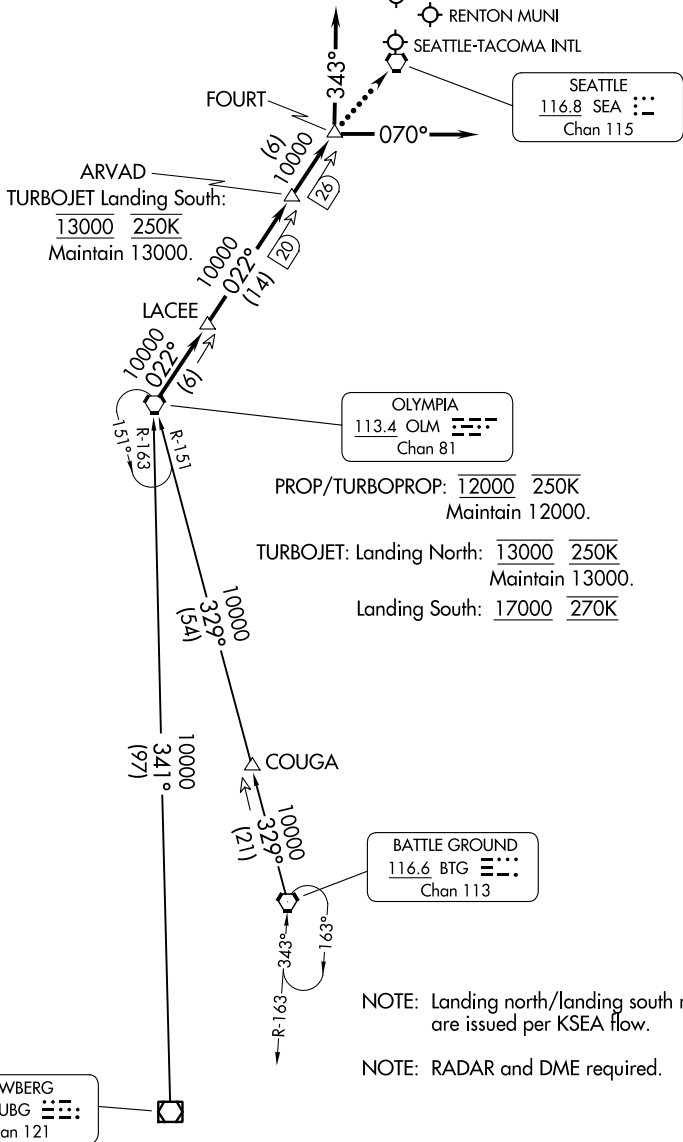 RENTON MUNI
SEATTLE-TACOMA INTL
SEATTLE
116.8 SEA
Chan 115
343°
FOURT
070°
(6)
10000
26
ARVAD
TURBOJET Landing South:
13000 250K
Maintain 13000.
10000
022°
(14)
20
LACEE
10000
022°
(6)
OLYMPIA
113.4 OLM
Chan 81
151°
R-163
R-151
PROP/TURBOPROP: 12000 250K
Maintain 12000.
TURBOJET: Landing North: 13000 250K
Maintain 13000.
Landing South: 17000 270K
10000
329°
(54)
10000
341°
(97)
COUGA
10000
329°
(21)
BATTLE GROUND
116.6 BTG
Chan 113
343°
163°
R-163
NOTE: Landing north/landing south
are issued per KSEA flow.
NOTE: RADAR and DME required.
WBERG
UBG
an 121